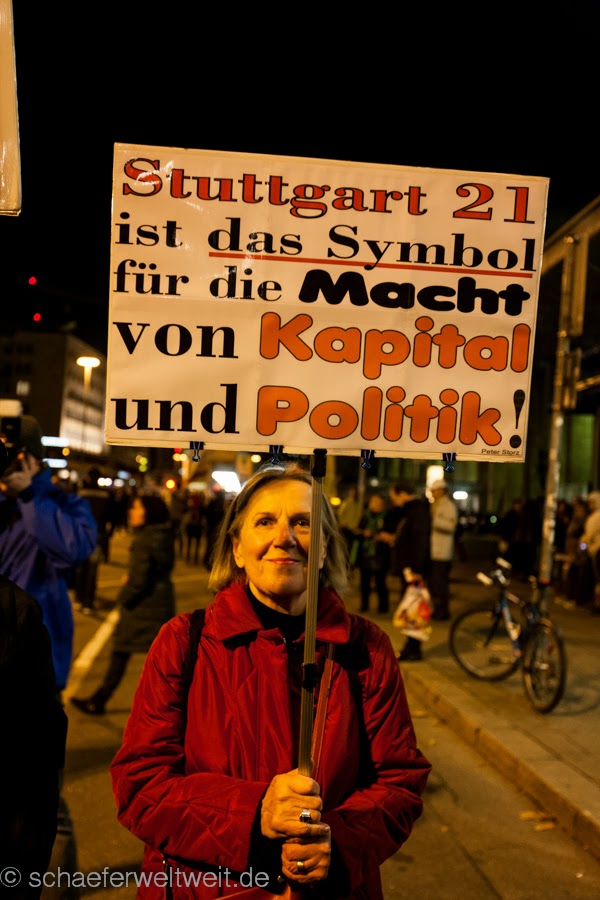 Stuttgart 21
ist das Symbol
für die Macht
von Kapital
und Politik!
Peter Storz
© schaeferweltweit.de